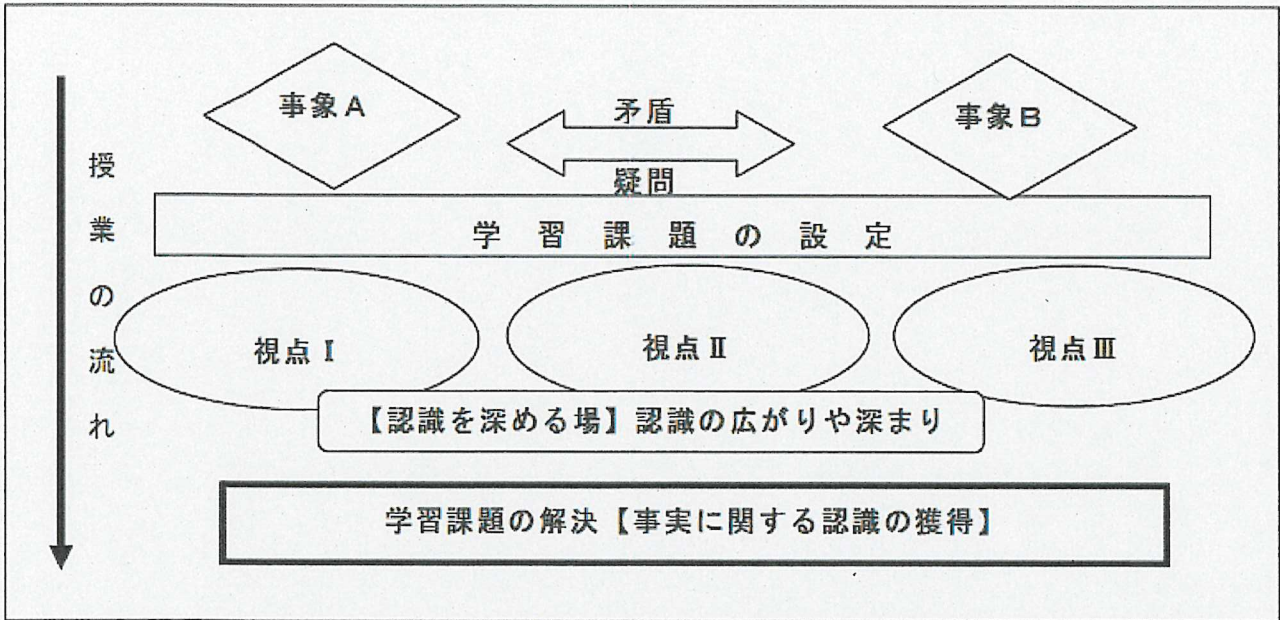 事象A
矛盾
事象B
疑問
授業の流れ
学習課題の設定
視点Ⅰ
視点Ⅱ
視点Ⅲ
【認識を深める場】認識の広がりや深まり
学習課題の解決【事実に関する認識の獲得】